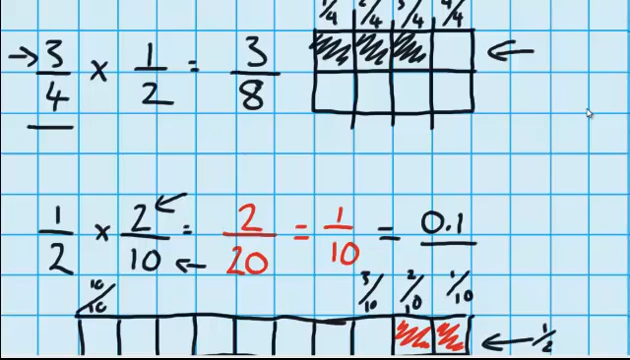 1/4 2/4 3/4 4/4
3/4 × 1/2 = 3/8
1/2 × 2/10 = 2/20 = 1/10 = 0.1
10/10 3/10 2/10 1/10
1/2